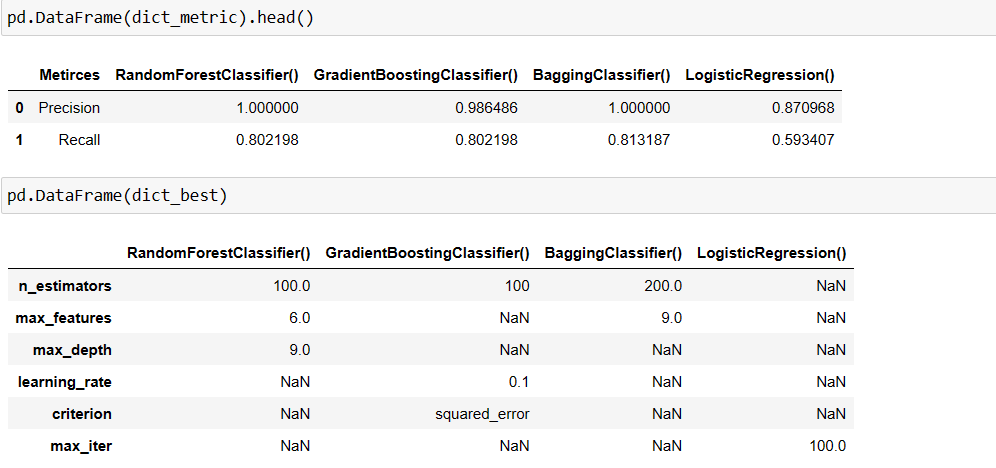 pd.DataFrame(dict_metric).head()
Metirces RandomForestClassifier() GradientBoostingClassifier() BaggingClassifier() LogisticRegression()
0 Precision 1.000000 0.986486 1.000000 0.870968
1 Recall 0.802198 0.802198 0.813187 0.593407
pd.DataFrame(dict_best)
RandomForestClassifier() GradientBoostingClassifier() BaggingClassifier() LogisticRegression()
n_estimators 100.0 100 200.0 NaN
max_features 6.0 NaN 9.0 NaN
max_depth 9.0 NaN NaN NaN
learning_rate NaN 0.1 NaN NaN
criterion NaN squared_error NaN NaN
max_iter NaN NaN NaN 100.0